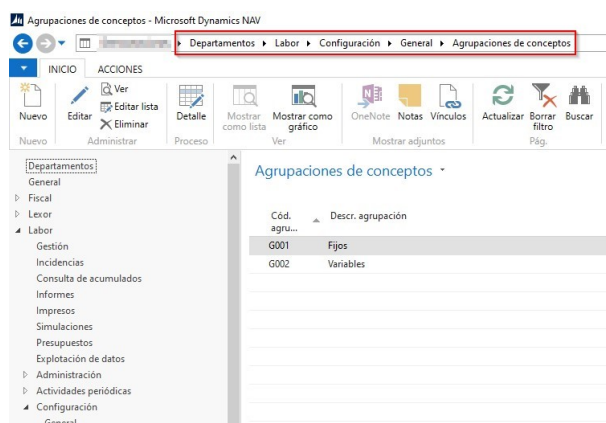 Agrupaciones de conceptos - Microsoft Dynamics NAV
Departamentos Labor Configuración General Agrupaciones de conceptos
INICIO ACCIONES
Nuevo
Editar
Ver
Editar lista
Eliminar
Detalle
Mostrar como lista
Mostrar como gráfico
OneNote
Notas
Vínculos
Actualizar
Borrar filtro
Buscar
Nuevo Administrar Proceso Ver Mostrar adjuntos Pág.
Departamentos
General
Fiscal
Lexor
Labor
Gestión
Incidencias
Consulta de acumulados
Informes
Impresos
Simulaciones
Presupuestos
Explotación de datos
Administración
Actividades periódicas
Configuración
General
Agrupaciones de conceptos
Cód. agru... Descr. agrupación
G001 Fijos
G002 Variables